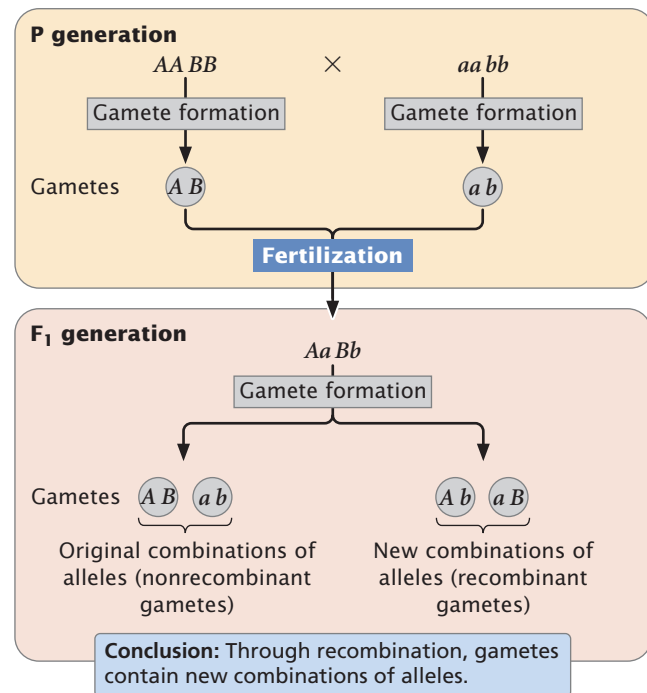 P generation
AA BB × aa bb
Gamete formation Gamete formation
Gametes A B a b
Fertilization
F₁ generation
Aa Bb
Gamete formation
Gametes A B a b A b a B
Original combinations of New combinations of
alleles (nonrecombinant alleles (recombinant
gametes) gametes)
Conclusion: Through recombination, gametes
contain new combinations of alleles.